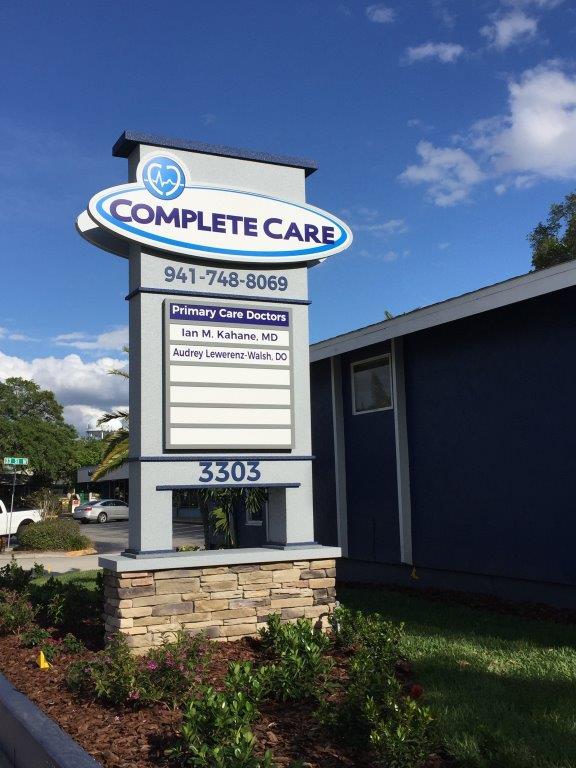 COMPLETE CARE
941-748-8069
Primary Care Doctors
Ian M. Kahane, MD
Audrey Lewerenz-Walsh, DO
3303